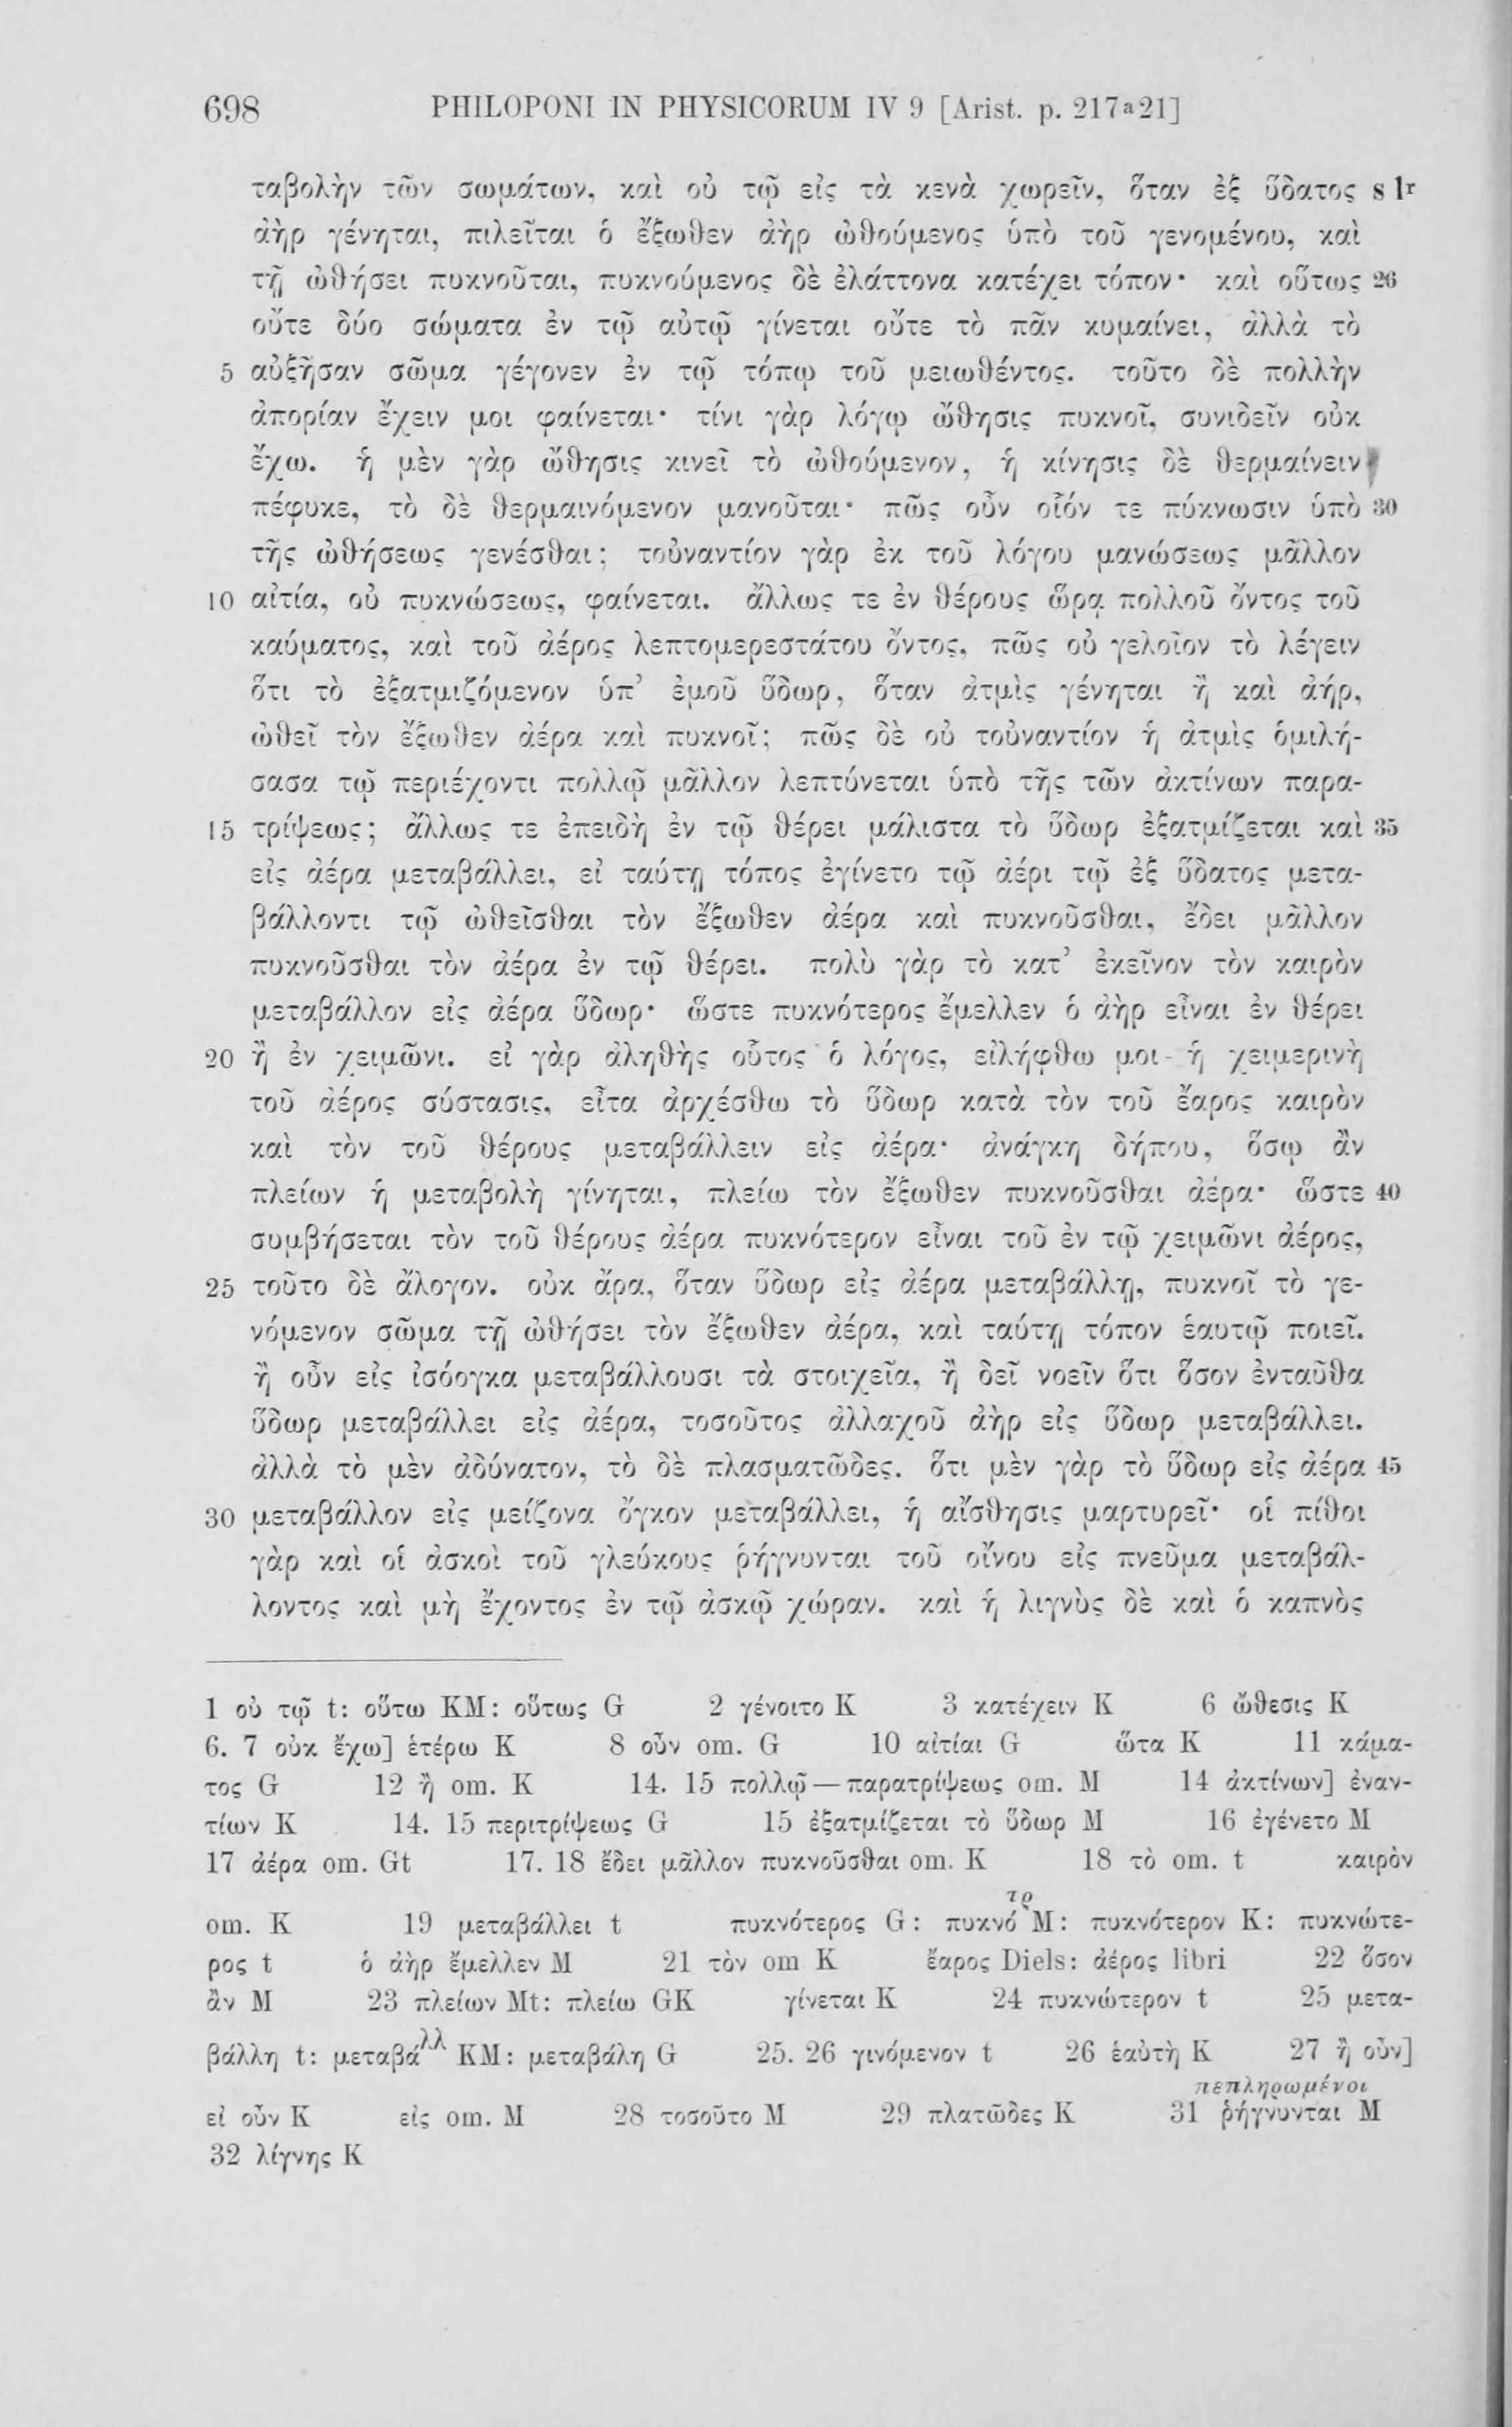 698 PHILOPONI IN PHYSICORUM IV 9 [Arist. p. 217ᵃ21]
ταβολὴν τῶν σωμάτων, καὶ οὐ τῷ εἰς τὰ κενὰ χωρεῖν, ὅταν ἐξ ὕδατος s 1ʳ
ἀὴρ γένηται, πιλεῖται ὁ ἔξωθεν ἀὴρ ὠθούμενος ὑπὸ τοῦ γενομένου, καὶ
τῇ ὠθήσει πυκνοῦται, πυκνούμενος δὲ ἐλάττονα κατέχει τόπον· καὶ οὕτως 26
οὔτε δύο σώματα ἐν τῷ αὐτῷ γίνεται οὔτε τὸ πᾶν κυμαίνει, ἀλλὰ τὸ
5 αὐξῆσαν σῶμα γέγονεν ἐν τῷ τόπῳ τοῦ μειωθέντος. τοῦτο δὲ πολλὴν
ἀπορίαν ἔχειν μοι φαίνεται· τίνι γὰρ λόγῳ ὤθησις πυκνοῖ, συνιδεῖν οὐκ
ἔχω. ἡ μὲν γὰρ ὤθησις κινεῖ τὸ ὠθούμενον, ἡ κίνησις δὲ θερμαίνειν
πέφυκε, τὸ δὲ θερμαινόμενον μανοῦται· πῶς οὖν οἷόν τε πύκνωσιν ὑπὸ 30
τῆς ὠθήσεως γενέσθαι; τοὐναντίον γὰρ ἐκ τοῦ λόγου μανώσεως μᾶλλον
10 αἰτία, οὐ πυκνώσεως, φαίνεται. ἄλλως τε ἐν θέρους ὥρᾳ πολλοῦ ὄντος τοῦ
καύματος, καὶ τοῦ ἀέρος λεπτομερεστάτου ὄντος, πῶς οὐ γελοῖον τὸ λέγειν
ὅτι τὸ ἐξατμιζόμενον ὑπ’ ἐμοῦ ὕδωρ, ὅταν ἀτμὶς γένηται ἢ καὶ ἀήρ,
ὠθεῖ τὸν ἔξωθεν ἀέρα καὶ πυκνοῖ; πῶς δὲ οὐ τοὐναντίον ἡ ἀτμὶς ὁμιλή-
σασα τῷ περιέχοντι πολλῷ μᾶλλον λεπτύνεται ὑπὸ τῆς τῶν ἀκτίνων παρα-
15 τρίψεως; ἄλλως τε ἐπειδὴ ἐν τῷ θέρει μάλιστα τὸ ὕδωρ ἐξατμίζεται καὶ 35
εἰς ἀέρα μεταβάλλει, εἰ ταύτῃ τόπος ἐγίνετο τῷ ἀέρι τῷ ἐξ ὕδατος μετα-
βάλλοντι τῷ ὠθεῖσθαι τὸν ἔξωθεν ἀέρα καὶ πυκνοῦσθαι, ἔδει μᾶλλον
πυκνοῦσθαι τὸν ἀέρα ἐν τῷ θέρει. πολὺ γὰρ τὸ κατ’ ἐκεῖνον τὸν καιρὸν
μεταβάλλον εἰς ἀέρα ὕδωρ· ὥστε πυκνότερος ἔμελλεν ὁ ἀὴρ εἶναι ἐν θέρει
20 ἢ ἐν χειμῶνι. εἰ γὰρ ἀληθὴς οὗτος ὁ λόγος, εἰλήφθω μοι ἡ χειμερινὴ
τοῦ ἀέρος σύστασις, εἶτα ἀρχέσθω τὸ ὕδωρ κατὰ τὸν τοῦ ἔαρος καιρὸν
καὶ τὸν τοῦ θέρους μεταβάλλειν εἰς ἀέρα· ἀνάγκη δήπου, ὅσῳ ἂν
πλείων ἡ μεταβολὴ γίνηται, πλείω τὸν ἔξωθεν πυκνοῦσθαι ἀέρα· ὥστε 40
συμβήσεται τὸν τοῦ θέρους ἀέρα πυκνότερον εἶναι τοῦ ἐν τῷ χειμῶνι ἀέρος,
25 τοῦτο δὲ ἄλογον. οὐκ ἄρα, ὅταν ὕδωρ εἰς ἀέρα μεταβάλλῃ, πυκνοῖ τὸ γε-
νόμενον σῶμα τῇ ὠθήσει τὸν ἔξωθεν ἀέρα, καὶ ταύτῃ τόπον ἑαυτῷ ποιεῖ.
ἢ οὖν εἰς ἰσόογκα μεταβάλλουσι τὰ στοιχεῖα, ἢ δεῖ νοεῖν ὅτι ὅσον ἐνταῦθα
ὕδωρ μεταβάλλει εἰς ἀέρα, τοσοῦτος ἀλλαχοῦ ἀὴρ εἰς ὕδωρ μεταβάλλει.
ἀλλὰ τὸ μὲν ἀδύνατον, τὸ δὲ πλασματῶδες. ὅτι μὲν γὰρ τὸ ὕδωρ εἰς ἀέρα 45
30 μεταβάλλον εἰς μείζονα ὄγκον μεταβάλλει, ἡ αἴσθησις μαρτυρεῖ· οἱ πίθοι
γὰρ καὶ οἱ ἀσκοὶ τοῦ γλεύκους ῥήγνυνται τοῦ οἴνου εἰς πνεῦμα μεταβάλ-
λοντος καὶ μὴ ἔχοντος ἐν τῷ ἀσκῷ χώραν. καὶ ἡ λιγνὺς δὲ καὶ ὁ καπνὸς
1 οὐ τῷ t: οὕτω KM: οὕτως G 2 γένοιτο K 3 κατέχειν K 6 ὤθεσις K
6. 7 οὐκ ἔχω] ἑτέρω K 8 οὖν om. G 10 αἰτίαι G ὦτα K 11 κάμα-
τος G 12 ἢ om. K 14. 15 πολλῷ — παρατρίψεως om. M 14 ἀκτίνων] ἐναν-
τίων K 14. 15 περιτρίψεως G 15 ἐξατμίζεται τὸ ὕδωρ M 16 ἐγένετο M
17 ἀέρα om. Gt 17. 18 ἔδει μᾶλλον πυκνοῦσθαι om. K 18 τὸ om. t καιρὸν
om. K 19 μεταβάλλει t πυκνότερος G: πυκνό τρ M: πυκνότερον K: πυκνώτε-
ρος t ὁ ἀὴρ ἔμελλεν M 21 τὸν om K ἔαρος Diels: ἀέρος libri 22 ὅσον
ἂν M 23 πλείων Mt: πλείω GK γίνεται K 24 πυκνώτερον t 25 μετα-
βάλλη t: μεταβάλλ KM: μεταβάλη G 25. 26 γινόμενον t 26 ἑαὐτὴ K 27 ἢ οὖν]
πεπληρωμένοι
εἰ οὖν K εἰς om. M 28 τοσοῦτο M 29 πλατῶδες K 31 ῥήγνυνται M
32 λίγνης K